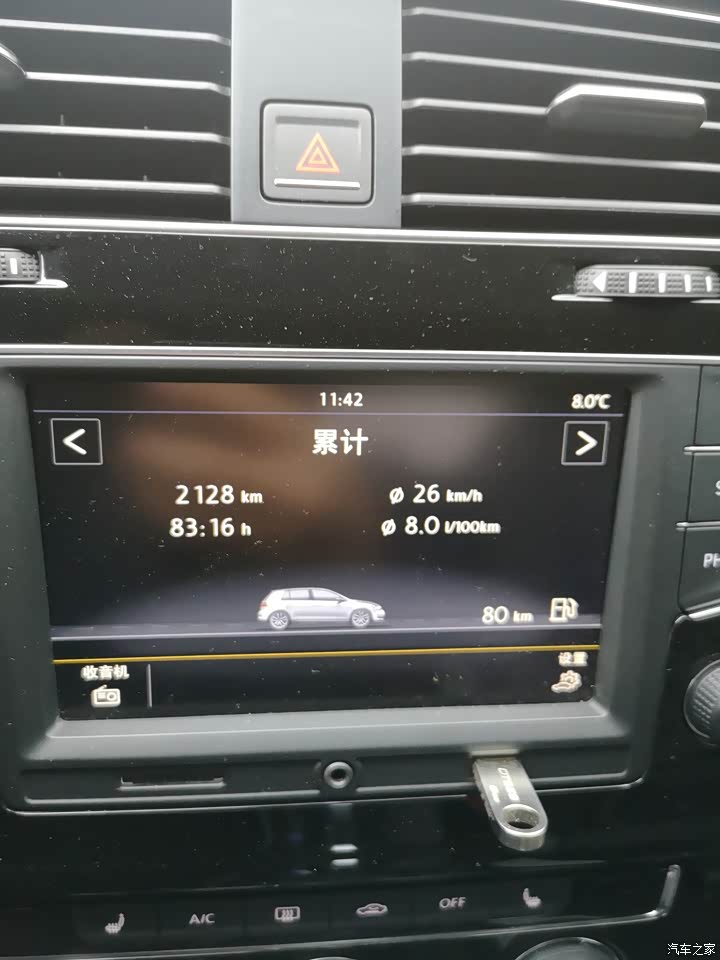 11:42 8.0°C
< 累计 >
2128 km ø 26 km/h
83:16 h ø 8.0 l/100km
80 km
收音机 设置
A/C OFF
汽车之家